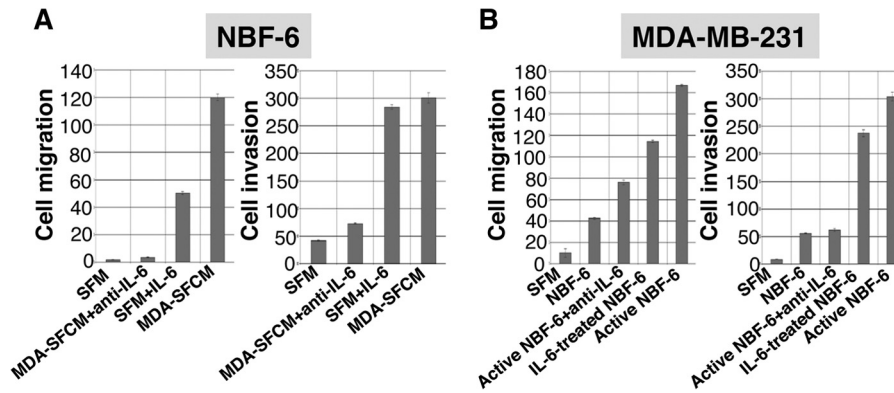 A
NBF-6
Cell migration
140
120
100
80
60
40
20
0
SFM
MDA-SFCM+anti-IL-6
SFM+IL-6
MDA-SFCM
Cell invasion
350
300
250
200
150
100
50
0
SFM
MDA-SFCM+anti-IL-6
SFM+IL-6
MDA-SFCM
B
MDA-MB-231
Cell migration
180
160
140
120
100
80
60
40
20
0
SFM
NBF-6
Active NBF-6+anti-IL-6
IL-6-treated NBF-6
Active NBF-6
Cell invasion
350
300
250
200
150
100
50
0
SFM
NBF-6
Active NBF-6+anti-IL-6
IL-6-treated NBF-6
Active NBF-6